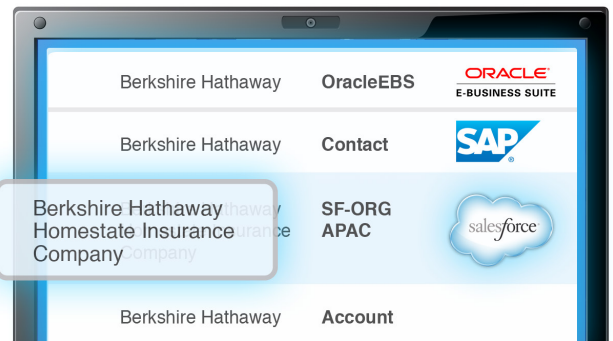 Berkshire Hathaway OracleEBS ORACLE®
E-BUSINESS SUITE
Berkshire Hathaway Contact SAP®
Berkshire Hathaway
Homestate Insurance
Company
SF-ORG
APAC
salesforce
Berkshire Hathaway Account